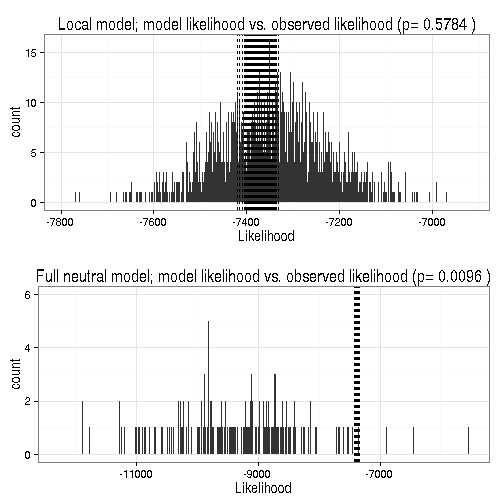 Local model; model likelihood vs. observed likelihood (p= 0.5784 )
15
10
5
0
count
-7800 -7600 -7400 -7200 -7000
Likelihood
Full neutral model; model likelihood vs. observed likelihood (p= 0.0096 )
6
4
2
0
count
-11000 -9000 -7000
Likelihood